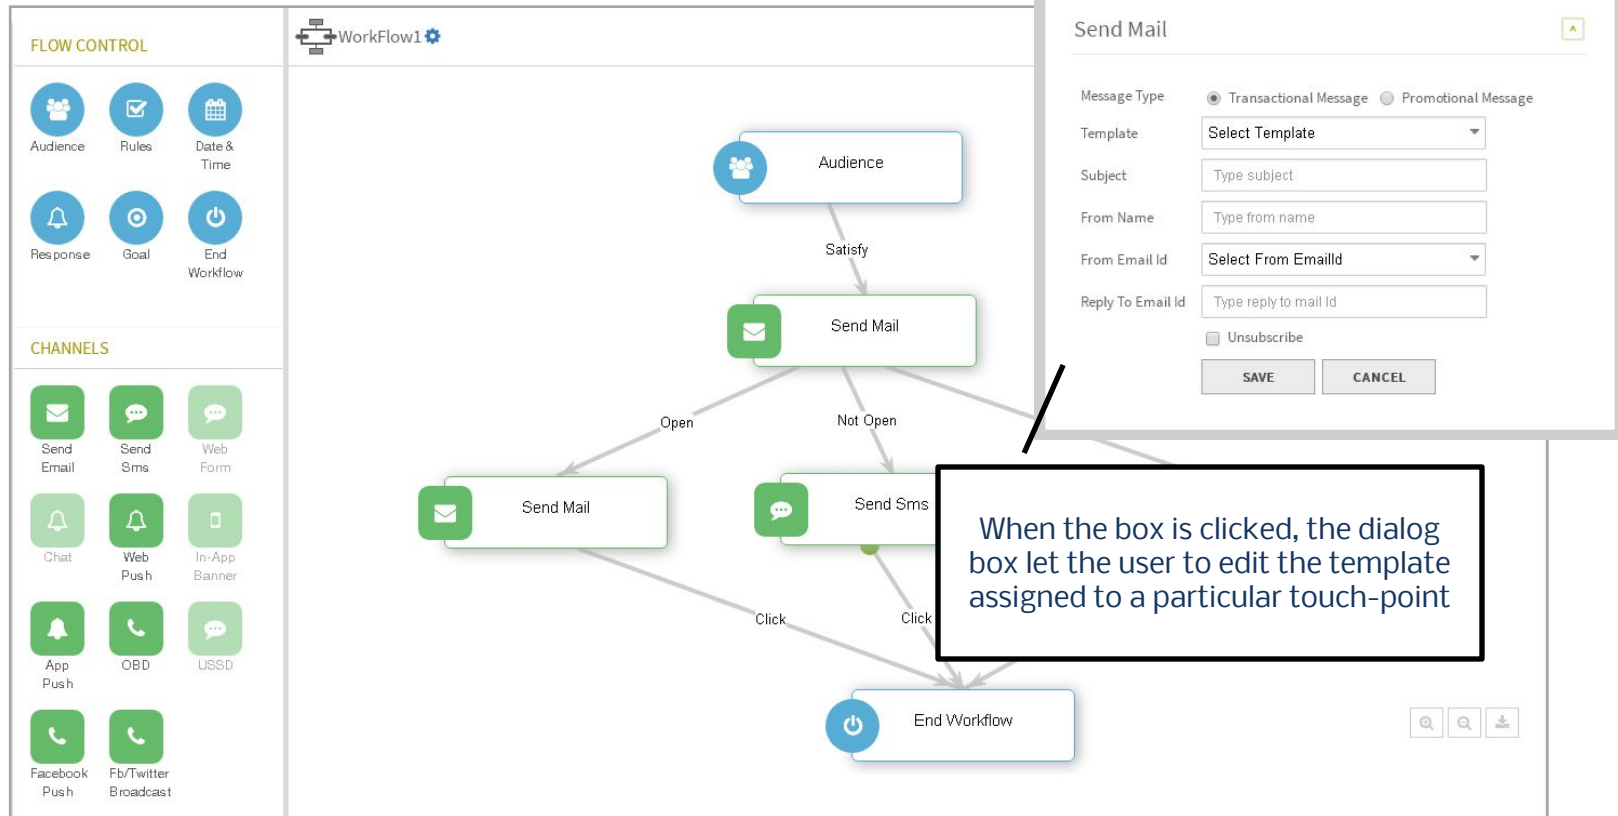 FLOW CONTROL
Audience
Rules
Date &
Time
Response
Goal
End
Workflow
CHANNELS
Send
Email
Send
Sms
Web
Form
Chat
Web
Push
In-App
Banner
App
Push
OBD
USSD
Facebook
Push
Fb/Twitter
Broadcast
WorkFlow1
Audience
Satisfy
Send Mail
Open
Not Open
Send Mail
Send Sms
Click
Click
End Workflow
Send Mail
Message Type
Transactional Message
Promotional Message
Template
Select Template
Subject
Type subject
From Name
Type from name
From Email Id
Select From EmailId
Reply To Email Id
Type reply to mail Id
Unsubscribe
SAVE
CANCEL
When the box is clicked, the dialog
box let the user to edit the template
assigned to a particular touch-point